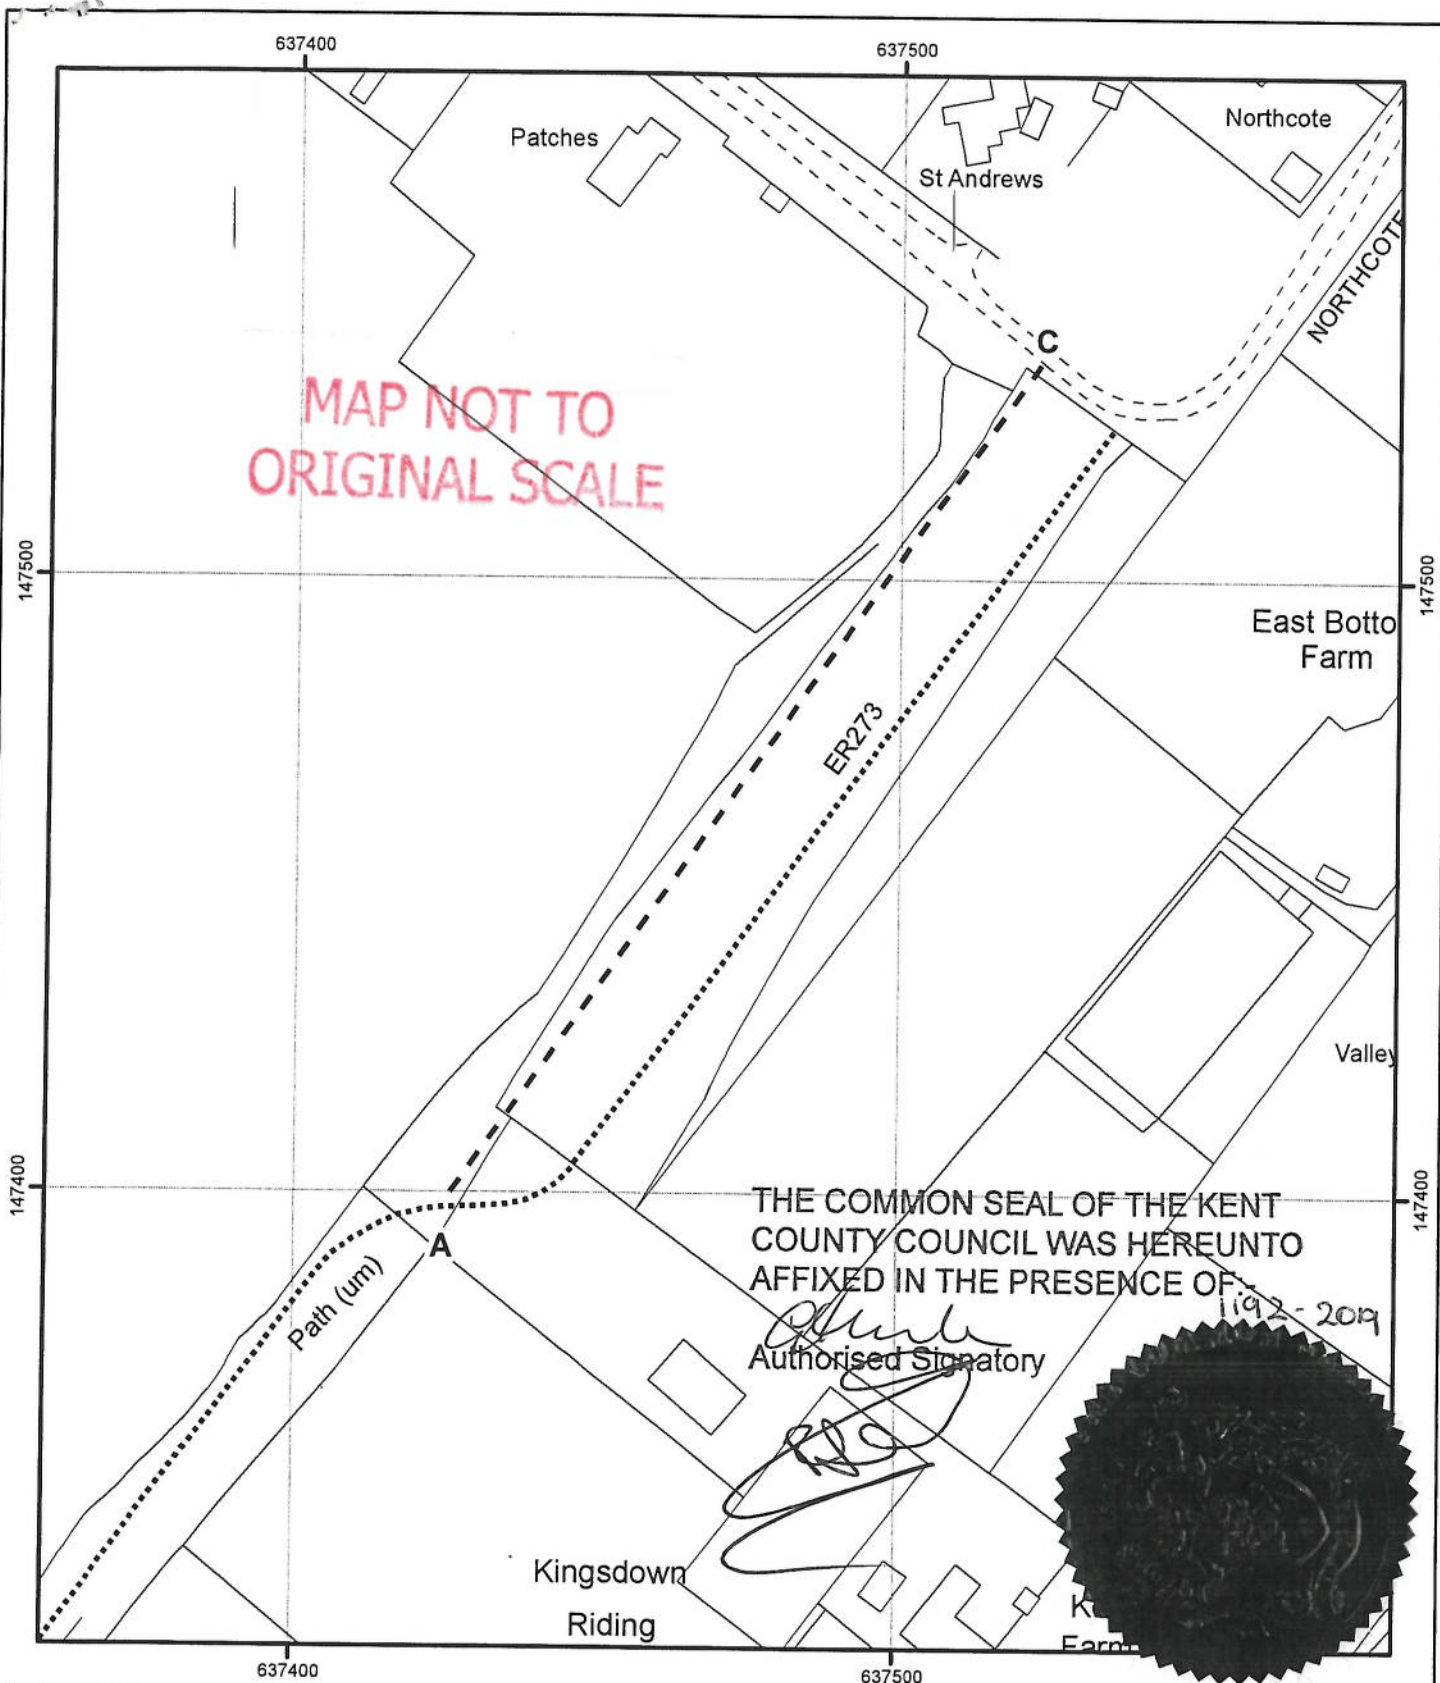 637400
637500
Patches
Northcote
St Andrews
NORTHCOTE
C
MAP NOT TO
ORIGINAL SCALE
147500
147500
East Botto
Farm
ER273
Valley
147400
147400
THE COMMON SEAL OF THE KENT
COUNTY COUNCIL WAS HEREUNTO
AFFIXED IN THE PRESENCE OF:-
A
Path (um)
Authorised Signatory
Kingsdown
Riding
Farm
637400
637500